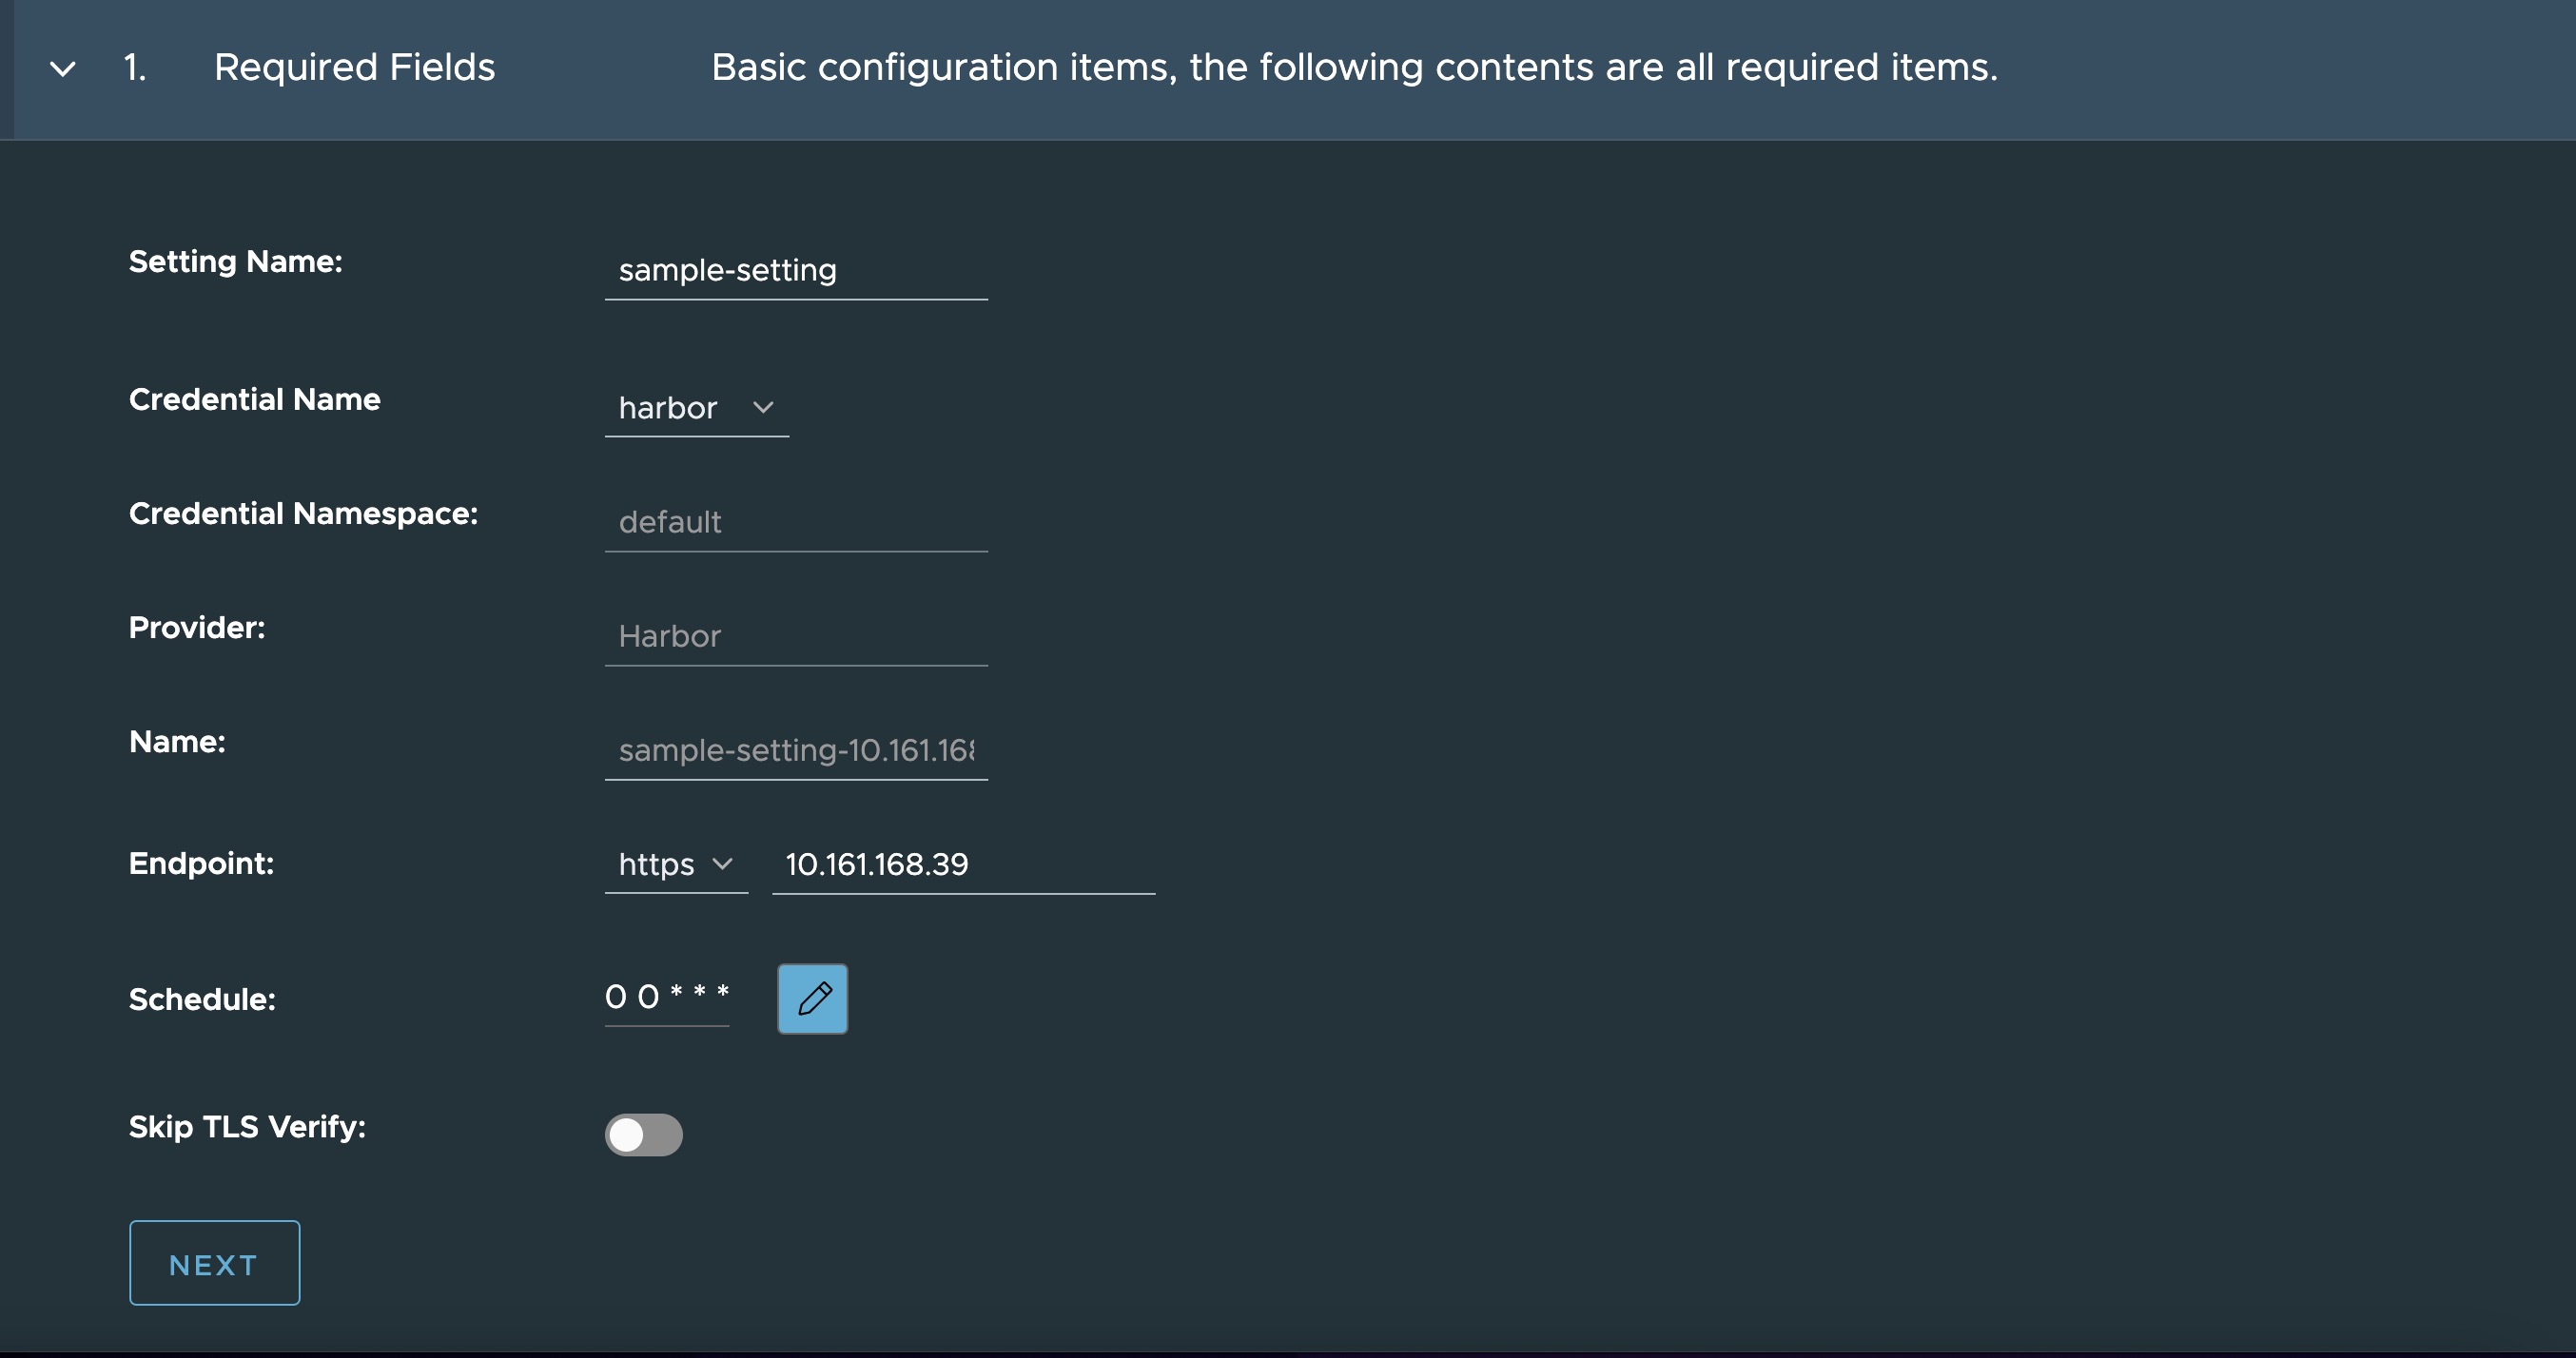 1. Required Fields Basic configuration items, the following contents are all required items.
Setting Name: sample-setting
Credential Name harbor
Credential Namespace: default
Provider: Harbor
Name: sample-setting-10.161.168
Endpoint: https 10.161.168.39
Schedule: 0 0 * * *
Skip TLS Verify:
NEXT